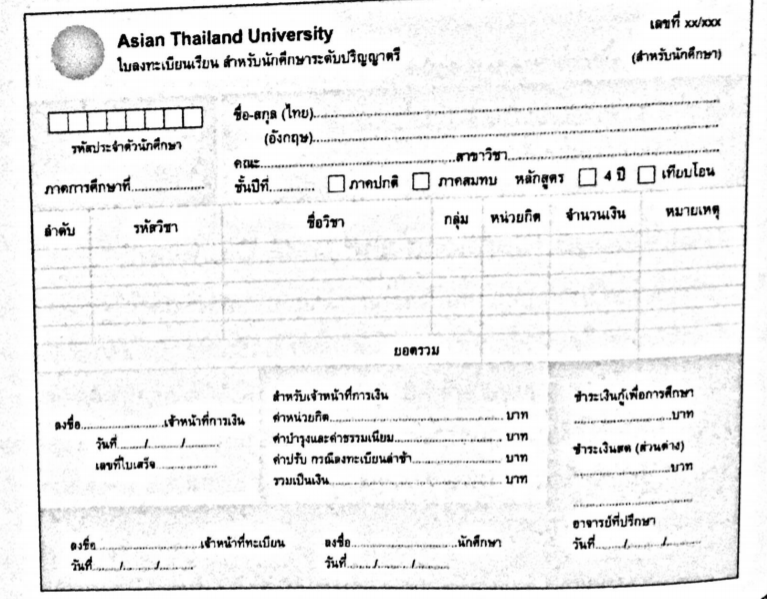 Asian Thailand University
ใบลงทะเบียนเรียน สำหรับนักศึกษาระดับปริญญาตรี
เลขที่ xx/xxx
(สำหรับนักศึกษา)
รหัสประจำตัวนักศึกษา
ภาคการศึกษาที่..................
ชื่อ-สกุล (ไทย)..................
(อังกฤษ)..................
คณะ..................สาขาวิชา..................
ชั้นปีที่............ ☐ ภาคปกติ ☐ ภาคสมทบ หลักสูตร ☐ 4 ปี ☐ เทียบโอน
ลำดับ รหัสวิชา ชื่อวิชา กลุ่ม หน่วยกิต จำนวนเงิน หมายเหตุ
ยอดรวม
ลงชื่อ..................เจ้าหน้าที่การเงิน
วันที่......../......../........
เลขที่ใบเสร็จ..................
สำหรับเจ้าหน้าที่การเงิน
ค่าหน่วยกิต.................. บาท
ค่าบำรุงและค่าธรรมเนียม.................. บาท
ค่าปรับ กรณีลงทะเบียนล่าช้า.................. บาท
รวมเป็นเงิน.................. บาท
ชำระเงินกู้เพื่อการศึกษา
..................บาท
ชำระเงินสด (ส่วนต่าง)
..................บาท
..................
อาจารย์ที่ปรึกษา
วันที่......../......../........
ลงชื่อ..................เจ้าหน้าที่ทะเบียน
วันที่......../......../........
ลงชื่อ..................นักศึกษา
วันที่......../......../........